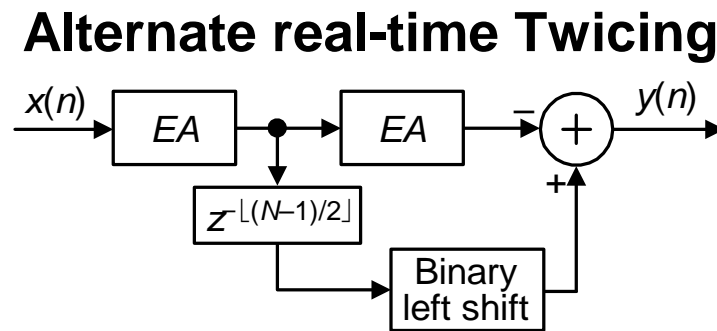 Alternate real-time Twicing
x(n)
EA
EA
–
+
y(n)
+
z–⌊(N–1)/2⌋
Binary
left shift